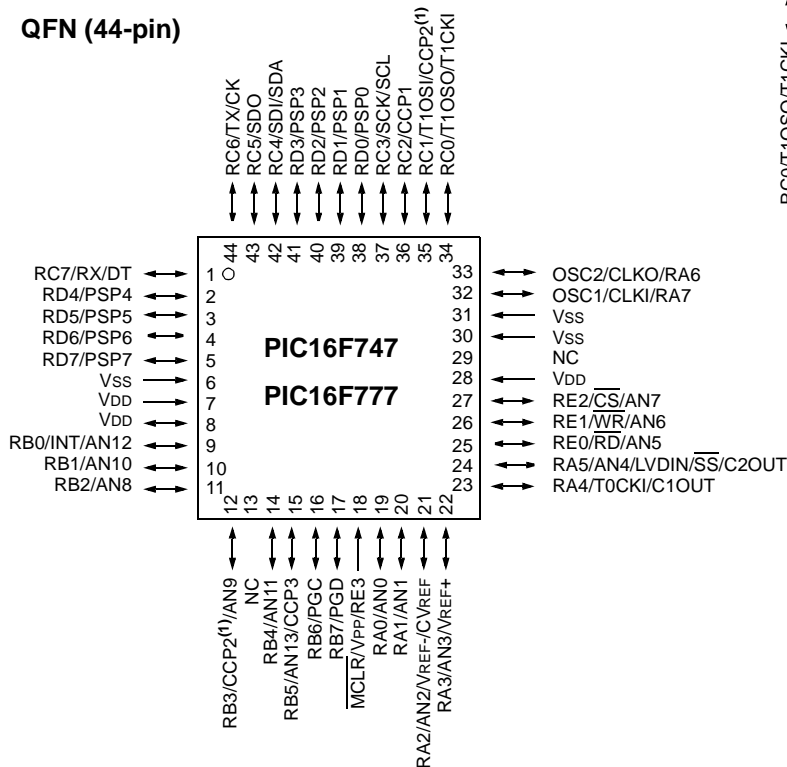 QFN (44-pin)
RC6/TX/CK
RC5/SDO
RC4/SDI/SDA
RD3/PSP3
RD2/PSP2
RD1/PSP1
RD0/PSP0
RC3/SCK/SCL
RC2/CCP1
RC1/T1OSI/CCP2(1)
RC0/T1OSO/T1CKI
RC0/T1OSO/T1CKI
44
43
42
41
40
39
38
37
36
35
34
RC7/RX/DT 1
RD4/PSP4 2
RD5/PSP5 3
RD6/PSP6 4
RD7/PSP7 5
VSS 6
VDD 7
VDD 8
RB0/INT/AN12 9
RB1/AN10 10
RB2/AN8 11
PIC16F747
PIC16F777
33 OSC2/CLKO/RA6
32 OSC1/CLKI/RA7
31 VSS
30 VSS
29 NC
28 VDD
27 RE2/CS/AN7
26 RE1/WR/AN6
25 RE0/RD/AN5
24 RA5/AN4/LVDIN/SS/C2OUT
23 RA4/T0CKI/C1OUT
12
13
14
15
16
17
18
19
20
21
22
RB3/CCP2(1)/AN9
NC
RB4/AN11
RB5/AN13/CCP3
RB6/PGC
RB7/PGD
MCLR/VPP/RE3
RA0/AN0
RA1/AN1
RA2/AN2/VREF-/CVREF
RA3/AN3/VREF+